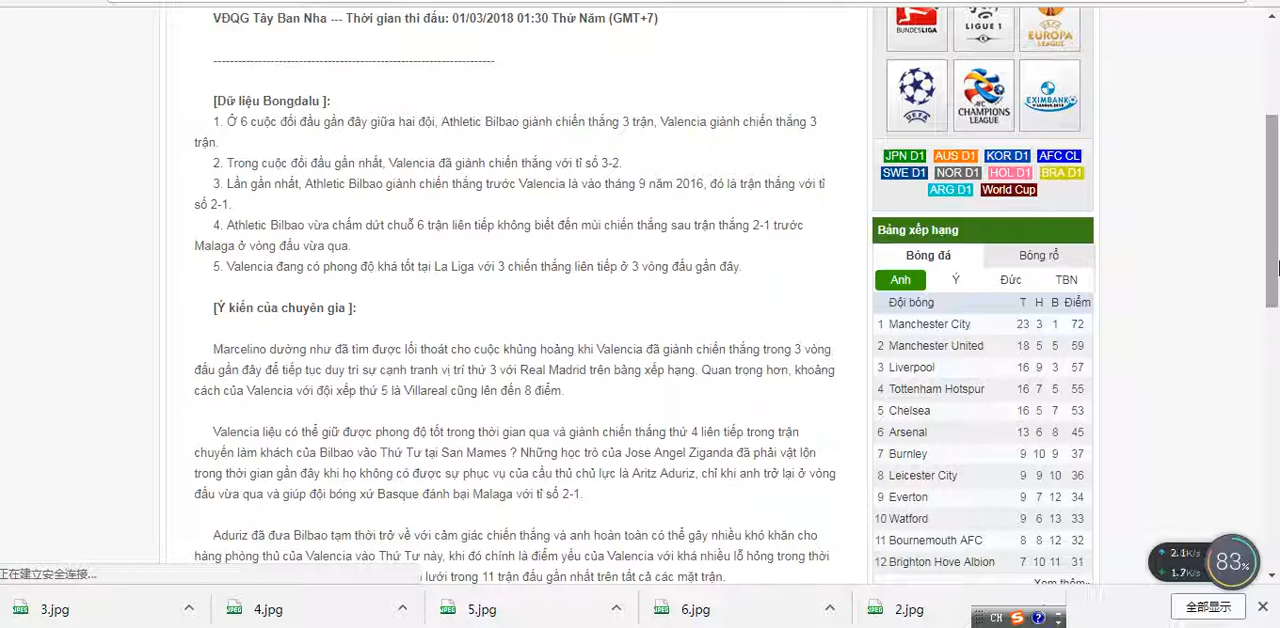 VĐQG Tây Ban Nha --- Thời gian thi đấu: 01/03/2018 01:30 Thứ Năm (GMT+7)
-------------------------------------------------------------------
[Dữ liệu Bongdalu ]:
1. Ở 6 cuộc đối đầu gần đây giữa hai đội, Athletic Bilbao giành chiến thắng 3 trận, Valencia giành chiến thắng 3
trận.
2. Trong cuộc đối đầu gần nhất, Valencia đã giành chiến thắng với tỉ số 3-2.
3. Lần gần nhất, Athletic Bilbao giành chiến thắng trước Valencia là vào tháng 9 năm 2016, đó là trận thắng với tỉ
số 2-1.
4. Athletic Bilbao vừa chấm dứt chuỗ 6 trận liên tiếp không biết đến mùi chiến thắng sau trận thắng 2-1 trước
Malaga ở vòng đấu vừa qua.
5. Valencia đang có phong độ khá tốt tại La Liga với 3 chiến thắng liên tiếp ở 3 vòng đấu gần đây.
[Ý kiến của chuyên gia ]:
Marcelino dường như đã tìm được lối thoát cho cuộc khủng hoảng khi Valencia đã giành chiến thắng trong 3 vòng
đấu gần đây để tiếp tục duy trì sự cạnh tranh vị trí thứ 3 với Real Madrid trên bảng xếp hạng. Quan trọng hơn, khoảng
cách của Valencia với đội xếp thứ 5 là Villareal cũng lên đến 8 điểm.
Valencia liệu có thể giữ được phong độ tốt trong thời gian qua và giành chiến thắng thứ 4 liên tiếp trong trận
chuyến làm khách của Bilbao vào Thứ Tư tại San Mames ? Những học trò của Jose Angel Ziganda đã phải vật lộn
trong thời gian gần đây khi họ không có được sự phục vụ của cầu thủ chủ lực là Aritz Aduriz, chỉ khi anh trở lại ở vòng
đấu vừa qua và giúp đội bóng xứ Basque đánh bại Malaga với tỉ số 2-1.
Aduriz đã đưa Bilbao tạm thời trở về với cảm giác chiến thắng và anh hoàn toàn có thể gây nhiều khó khăn cho
hàng phòng thủ của Valencia vào Thứ Tư này, khi đó chính là điểm yếu của Valencia với khá nhiều lỗ hổng trong thời
lưới trong 11 trận đấu gần nhất trên tất cả các mặt trận.
BUNDESLIGA LIGUE 1 UEFA EUROPA LEAGUE
UEFA AFC CHAMPIONS LEAGUE EXIMBANK
JPN D1 AUS D1 KOR D1 AFC CL
SWE D1 NOR D1 HOL D1 BRA D1
ARG D1 World Cup
Bảng xếp hạng
Bóng đá Bóng rổ
Anh Ý Đức TBN
Đội bóng T H B Điểm
1 Manchester City 23 3 1 72
2 Manchester United 18 5 5 59
3 Liverpool 16 9 3 57
4 Tottenham Hotspur 16 7 5 55
5 Chelsea 16 5 7 53
6 Arsenal 13 6 8 45
7 Burnley 9 10 9 37
8 Leicester City 9 9 10 36
9 Everton 9 7 12 34
10 Watford 9 6 13 33
11 Bournemouth AFC 8 8 12 32
12 Brighton Hove Albion 7 10 11 31
Xem thêm
2.1K/s
1.7K/s
83%
正在建立安全连接...
3.jpg 4.jpg 5.jpg 6.jpg 2.jpg
CH
全部显示